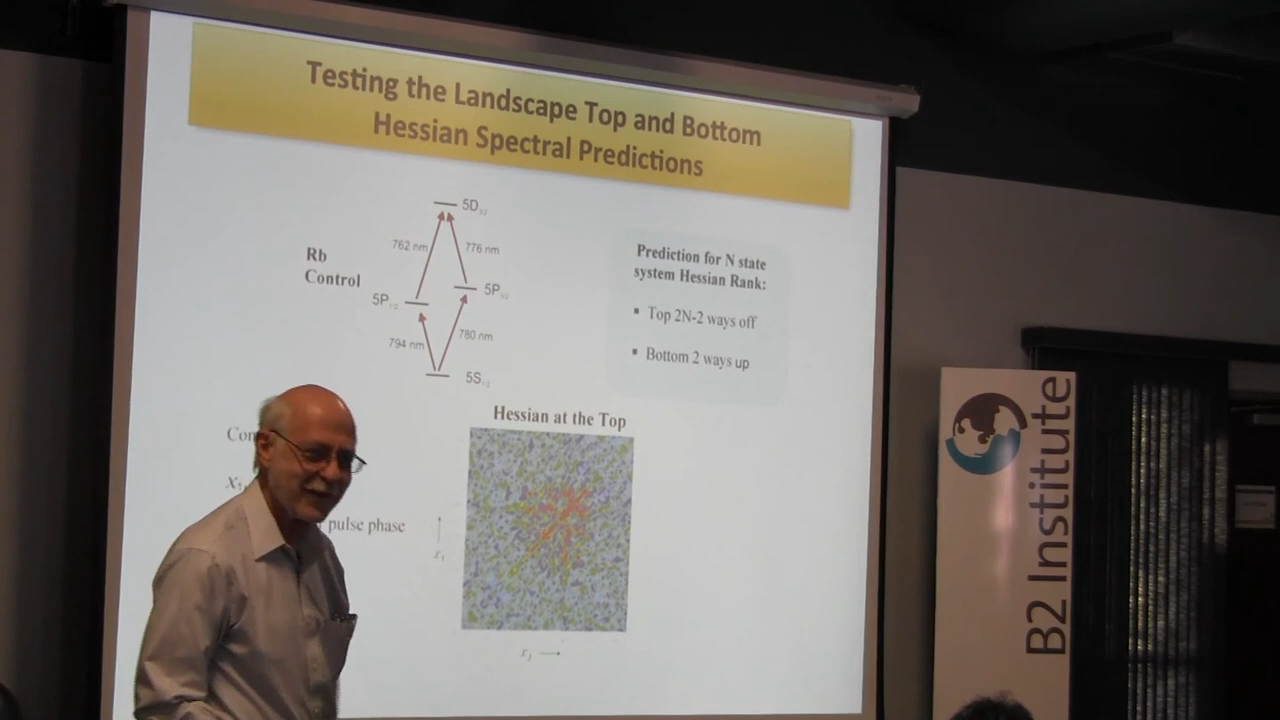 Testing the Landscape Top and Bottom
Hessian Spectral Predictions
5D
762 nm
776 nm
Rb
Control
5P
5P
794 nm
780 nm
5S
Prediction for N state
system Hessian Rank:
▪ Top 2N-2 ways off
▪ Bottom 2 ways up
Hessian at the Top
Con
x₁
pulse phase
x
x
B2 Institute